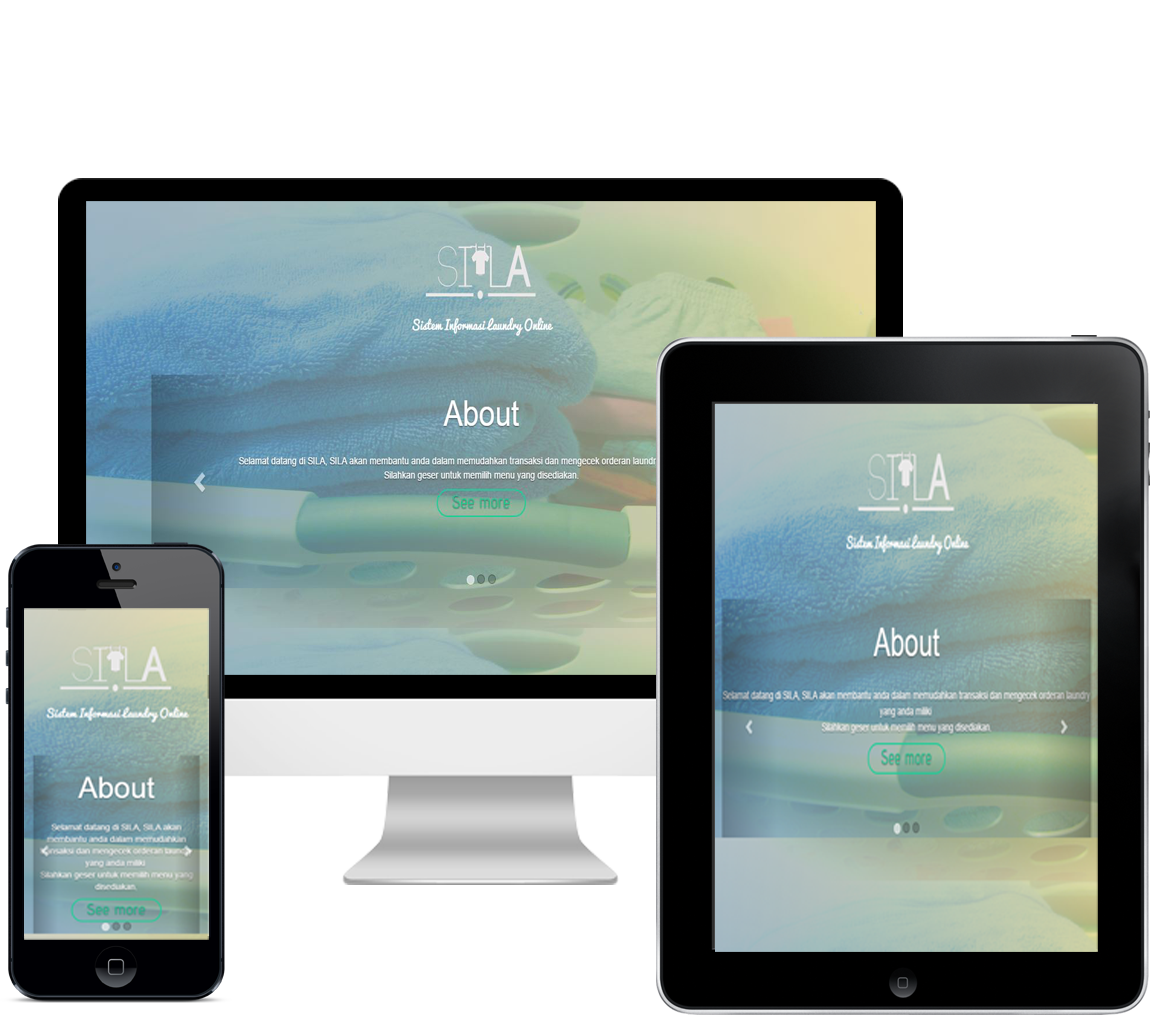 SILA
Sistem Informasi Laundry Online
About
Selamat datang di SILA, SILA akan membantu anda dalam memudahkan transaksi dan mengecek orderan laundr
Silahkan geser untuk memilih menu yang disediakan.
See more
SILA
Sistem Informasi Laundry Online
About
Selamat datang di SILA, SILA akan membantu anda dalam memudahkan transaksi dan mengecek orderan laundry
yang anda miliki
Silahkan geser untuk memilih menu yang disediakan.
See more
SILA
Sistem Informasi Laundry Online
About
Selamat datang di SILA, SILA akan
membantu anda dalam memudahkan
transaksi dan mengecek orderan laundry
yang anda miliki
Silahkan geser untuk memilih menu yang
disediakan.
See more